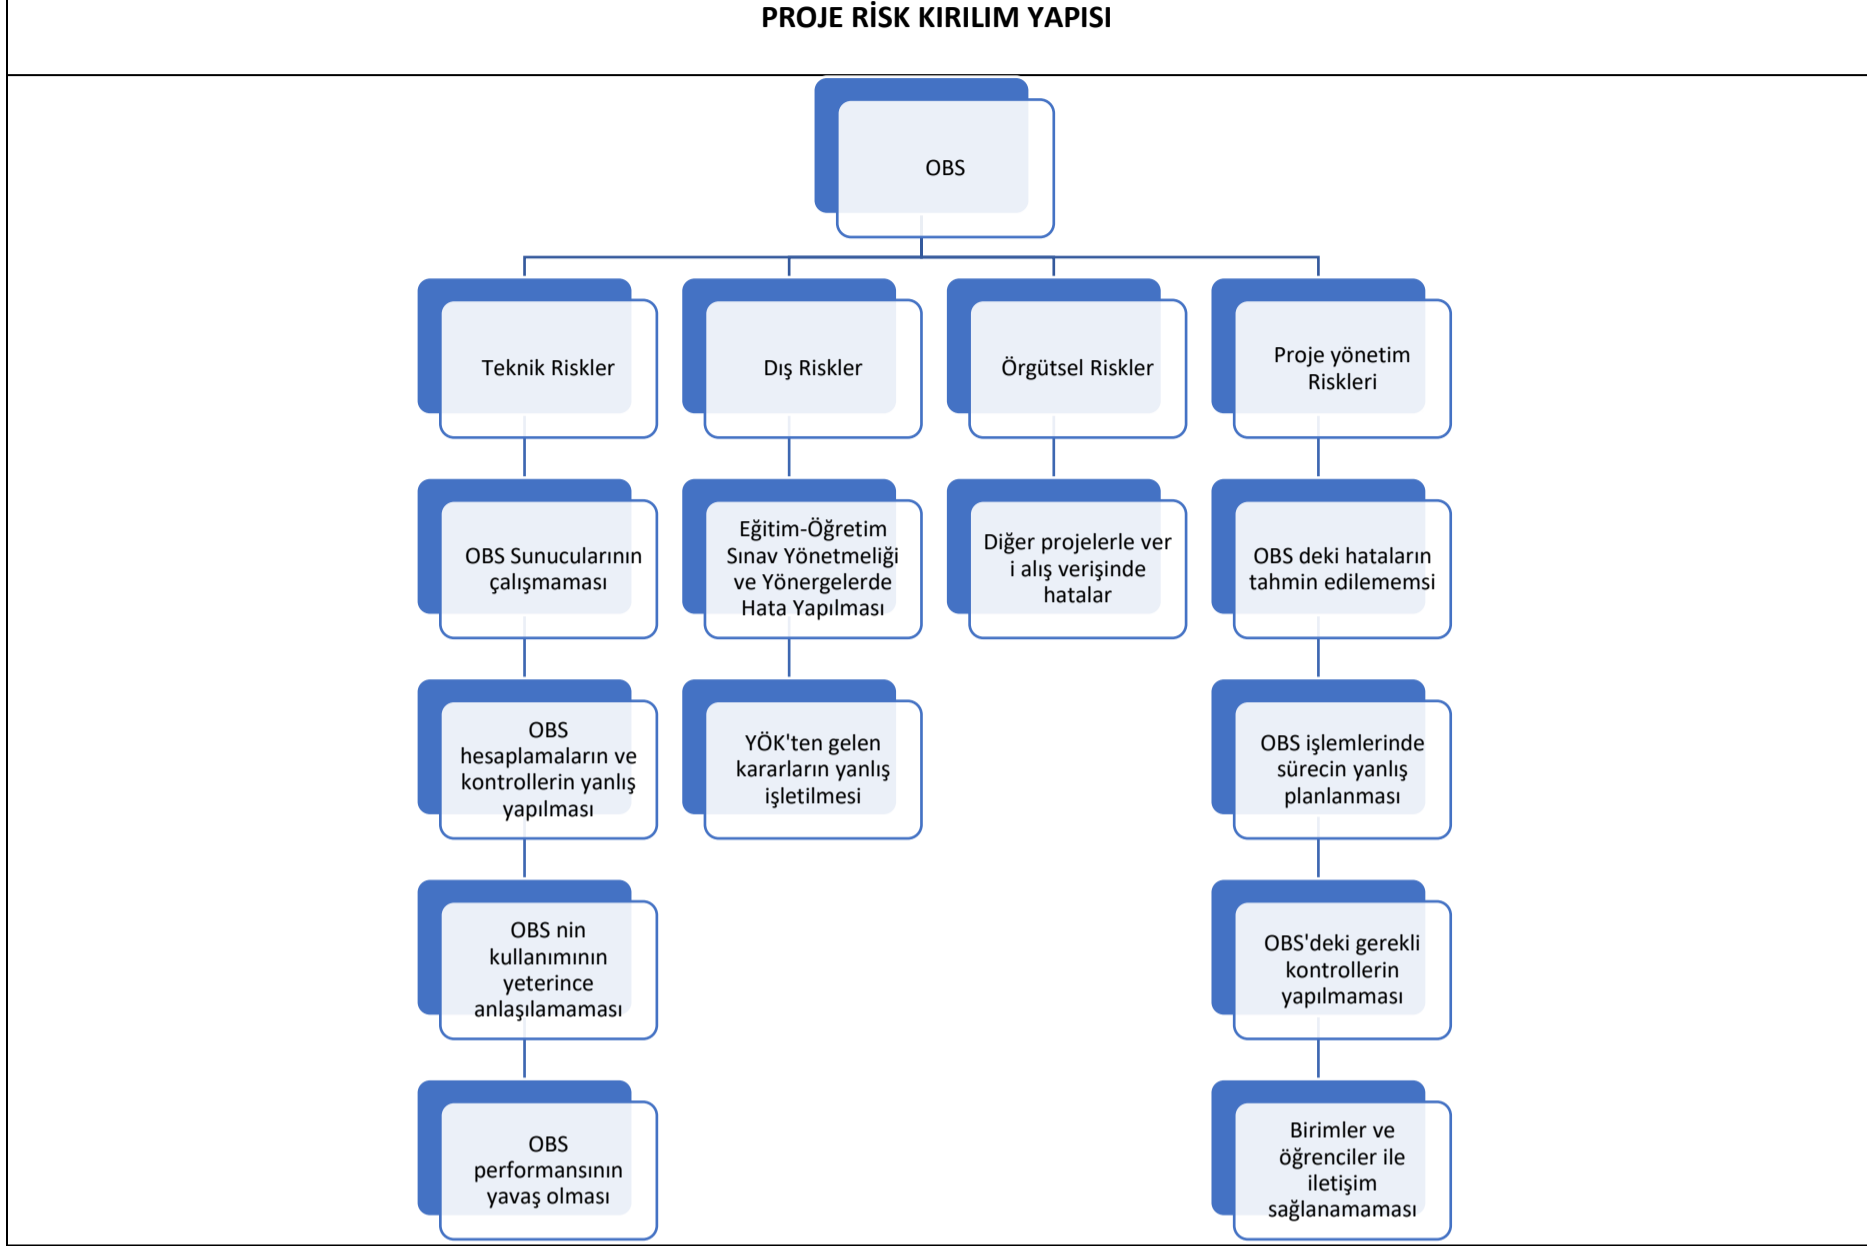 PROJE RİSK KIRILIM YAPISI
OBS
Teknik Riskler
Dış Riskler
Örgütsel Riskler
Proje yönetim
Riskleri
OBS Sunucularının
çalışmaması
Eğitim-Öğretim
Sınav Yönetmeliği
ve Yönergelerde
Hata Yapılması
Diğer projelerle ver
i alış verişinde
hatalar
OBS deki hataların
tahmin edilememsi
OBS
hesaplamaların ve
kontrollerin yanlış
yapılması
YÖK'ten gelen
kararların yanlış
işletilmesi
OBS işlemlerinde
sürecin yanlış
planlanması
OBS nin
kullanımının
yeterince
anlaşılamaması
OBS'deki gerekli
kontrollerin
yapılmaması
OBS
performansının
yavaş olması
Birimler ve
öğrenciler ile
iletişim
sağlanamaması